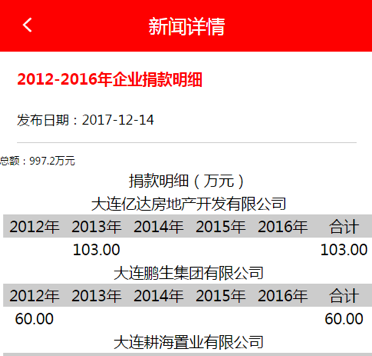 新闻详情
2012-2016年企业捐款明细
发布日期：2017-12-14
总额：997.2万元
捐款明细（万元）
大连亿达房地产开发有限公司
2012年 2013年 2014年 2015年 2016年 合计
103.00 103.00
大连鹏生集团有限公司
2012年 2013年 2014年 2015年 2016年 合计
60.00 60.00
大连耕海置业有限公司